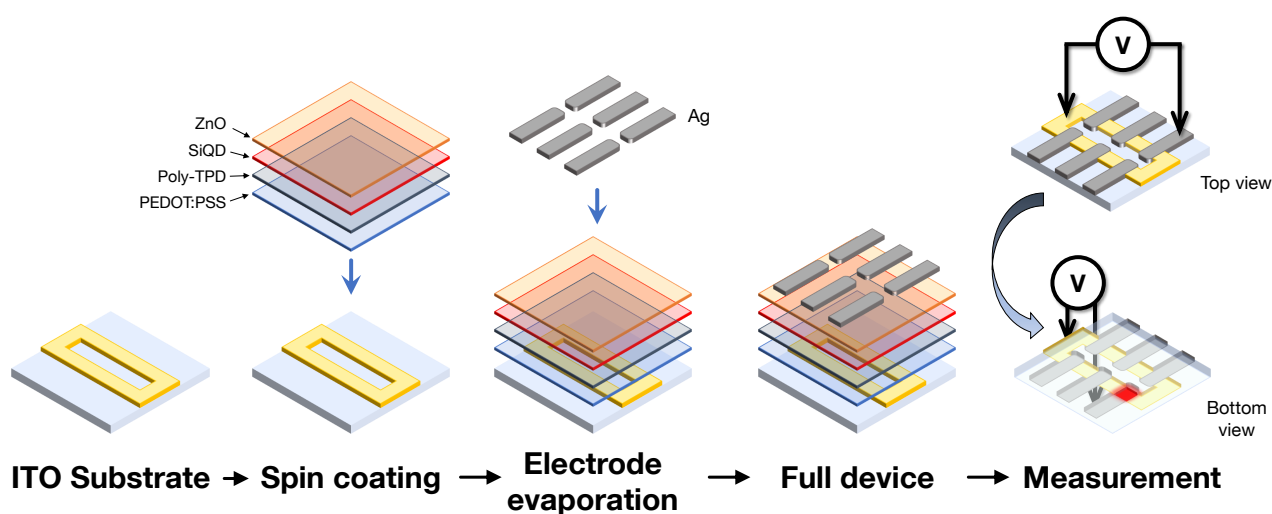 ZnO
SiQD
Poly-TPD
PEDOT:PSS
Ag
V
Top view
V
Bottom
view
ITO Substrate
Spin coating
Electrode
evaporation
Full device
Measurement